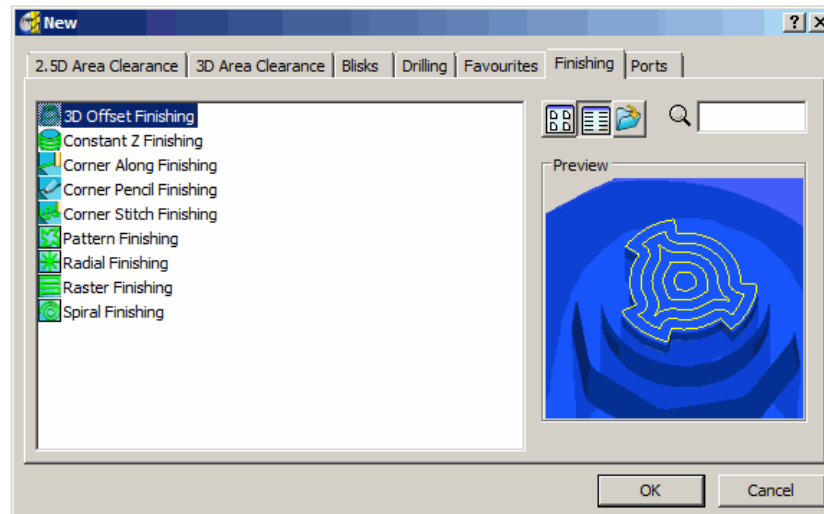 New
2.5D Area Clearance 3D Area Clearance Blisks Drilling Favourites Finishing Ports
3D Offset Finishing
Constant Z Finishing
Corner Along Finishing
Corner Pencil Finishing
Corner Stitch Finishing
Pattern Finishing
Radial Finishing
Raster Finishing
Spiral Finishing
Preview
OK Cancel